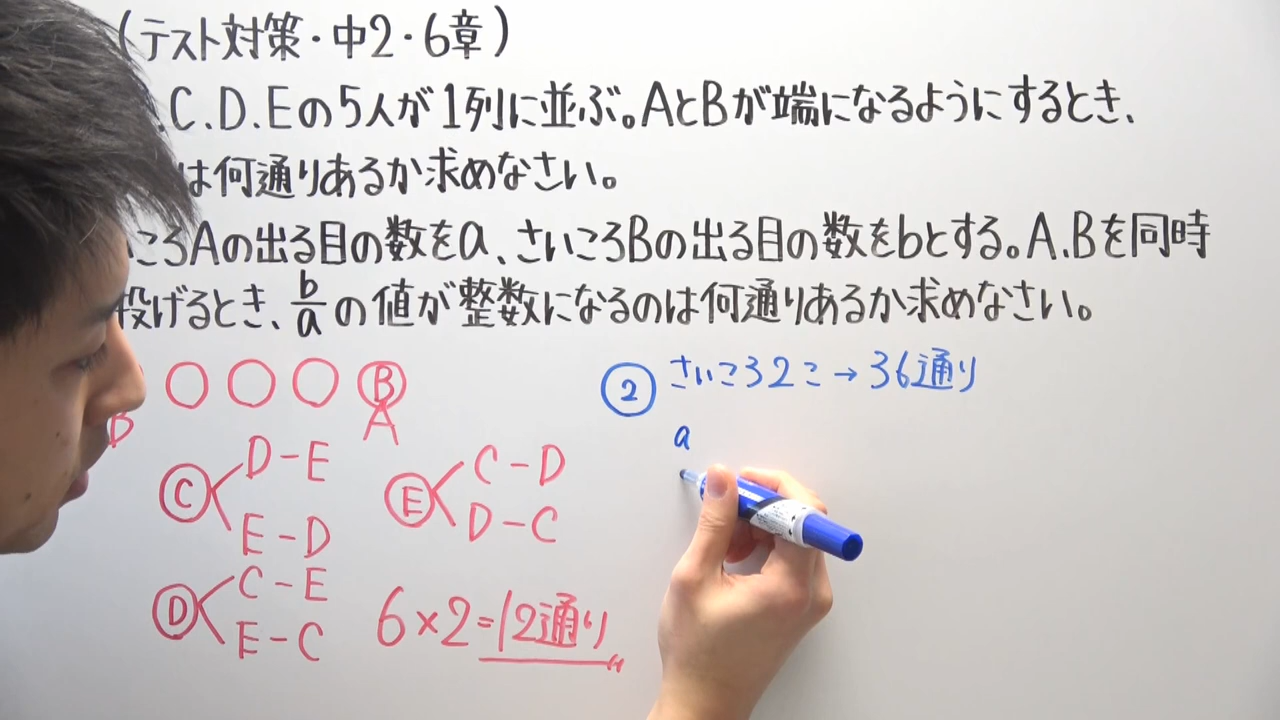 (テスト対策・中2・6章)
.C.D.Eの5人が1列に並ぶ。AとBが端になるようにするとき、
は何通りあるか求めなさい。
いころAの出る目の数をa、さいころBの出る目の数をbとする。A.Bを同時
投げるとき、b/aの値が整数になるのは何通りあるか求めなさい。
B
B
A
C D-E
E-D
D C-E
E-C
E C-D
D-C
6×2=12通り
② さいころ2こ→36通り
a